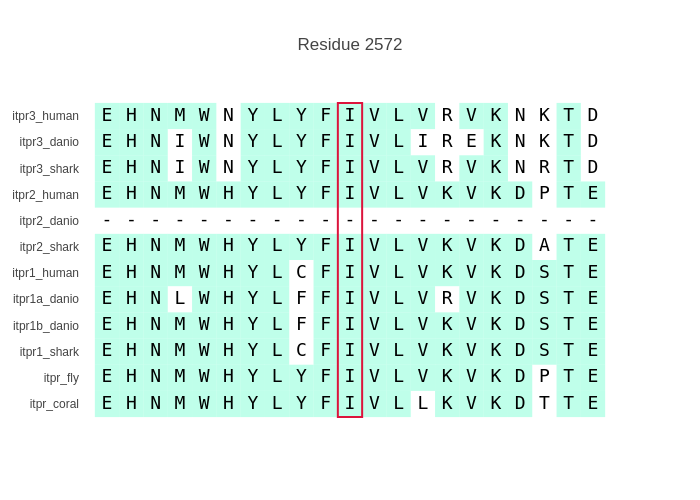 Residue 2572
itpr3_human E H N M W N Y L Y F I V L V R V K N K T D
itpr3_danio E H N I W N Y L Y F I V L I R E K N K T D
itpr3_shark E H N I W N Y L Y F I V L V R V K N R T D
itpr2_human E H N M W H Y L Y F I V L V K V K D P T E
itpr2_danio - - - - - - - - - - - - - - - - - - - - -
itpr2_shark E H N M W H Y L Y F I V L V K V K D A T E
itpr1_human E H N M W H Y L C F I V L V K V K D S T E
itpr1a_danio E H N L W H Y L F F I V L V R V K D S T E
itpr1b_danio E H N M W H Y L F F I V L V K V K D S T E
itpr1_shark E H N M W H Y L C F I V L V K V K D S T E
itpr_fly E H N M W H Y L Y F I V L V K V K D P T E
itpr_coral E H N M W H Y L Y F I V L L K V K D T T E